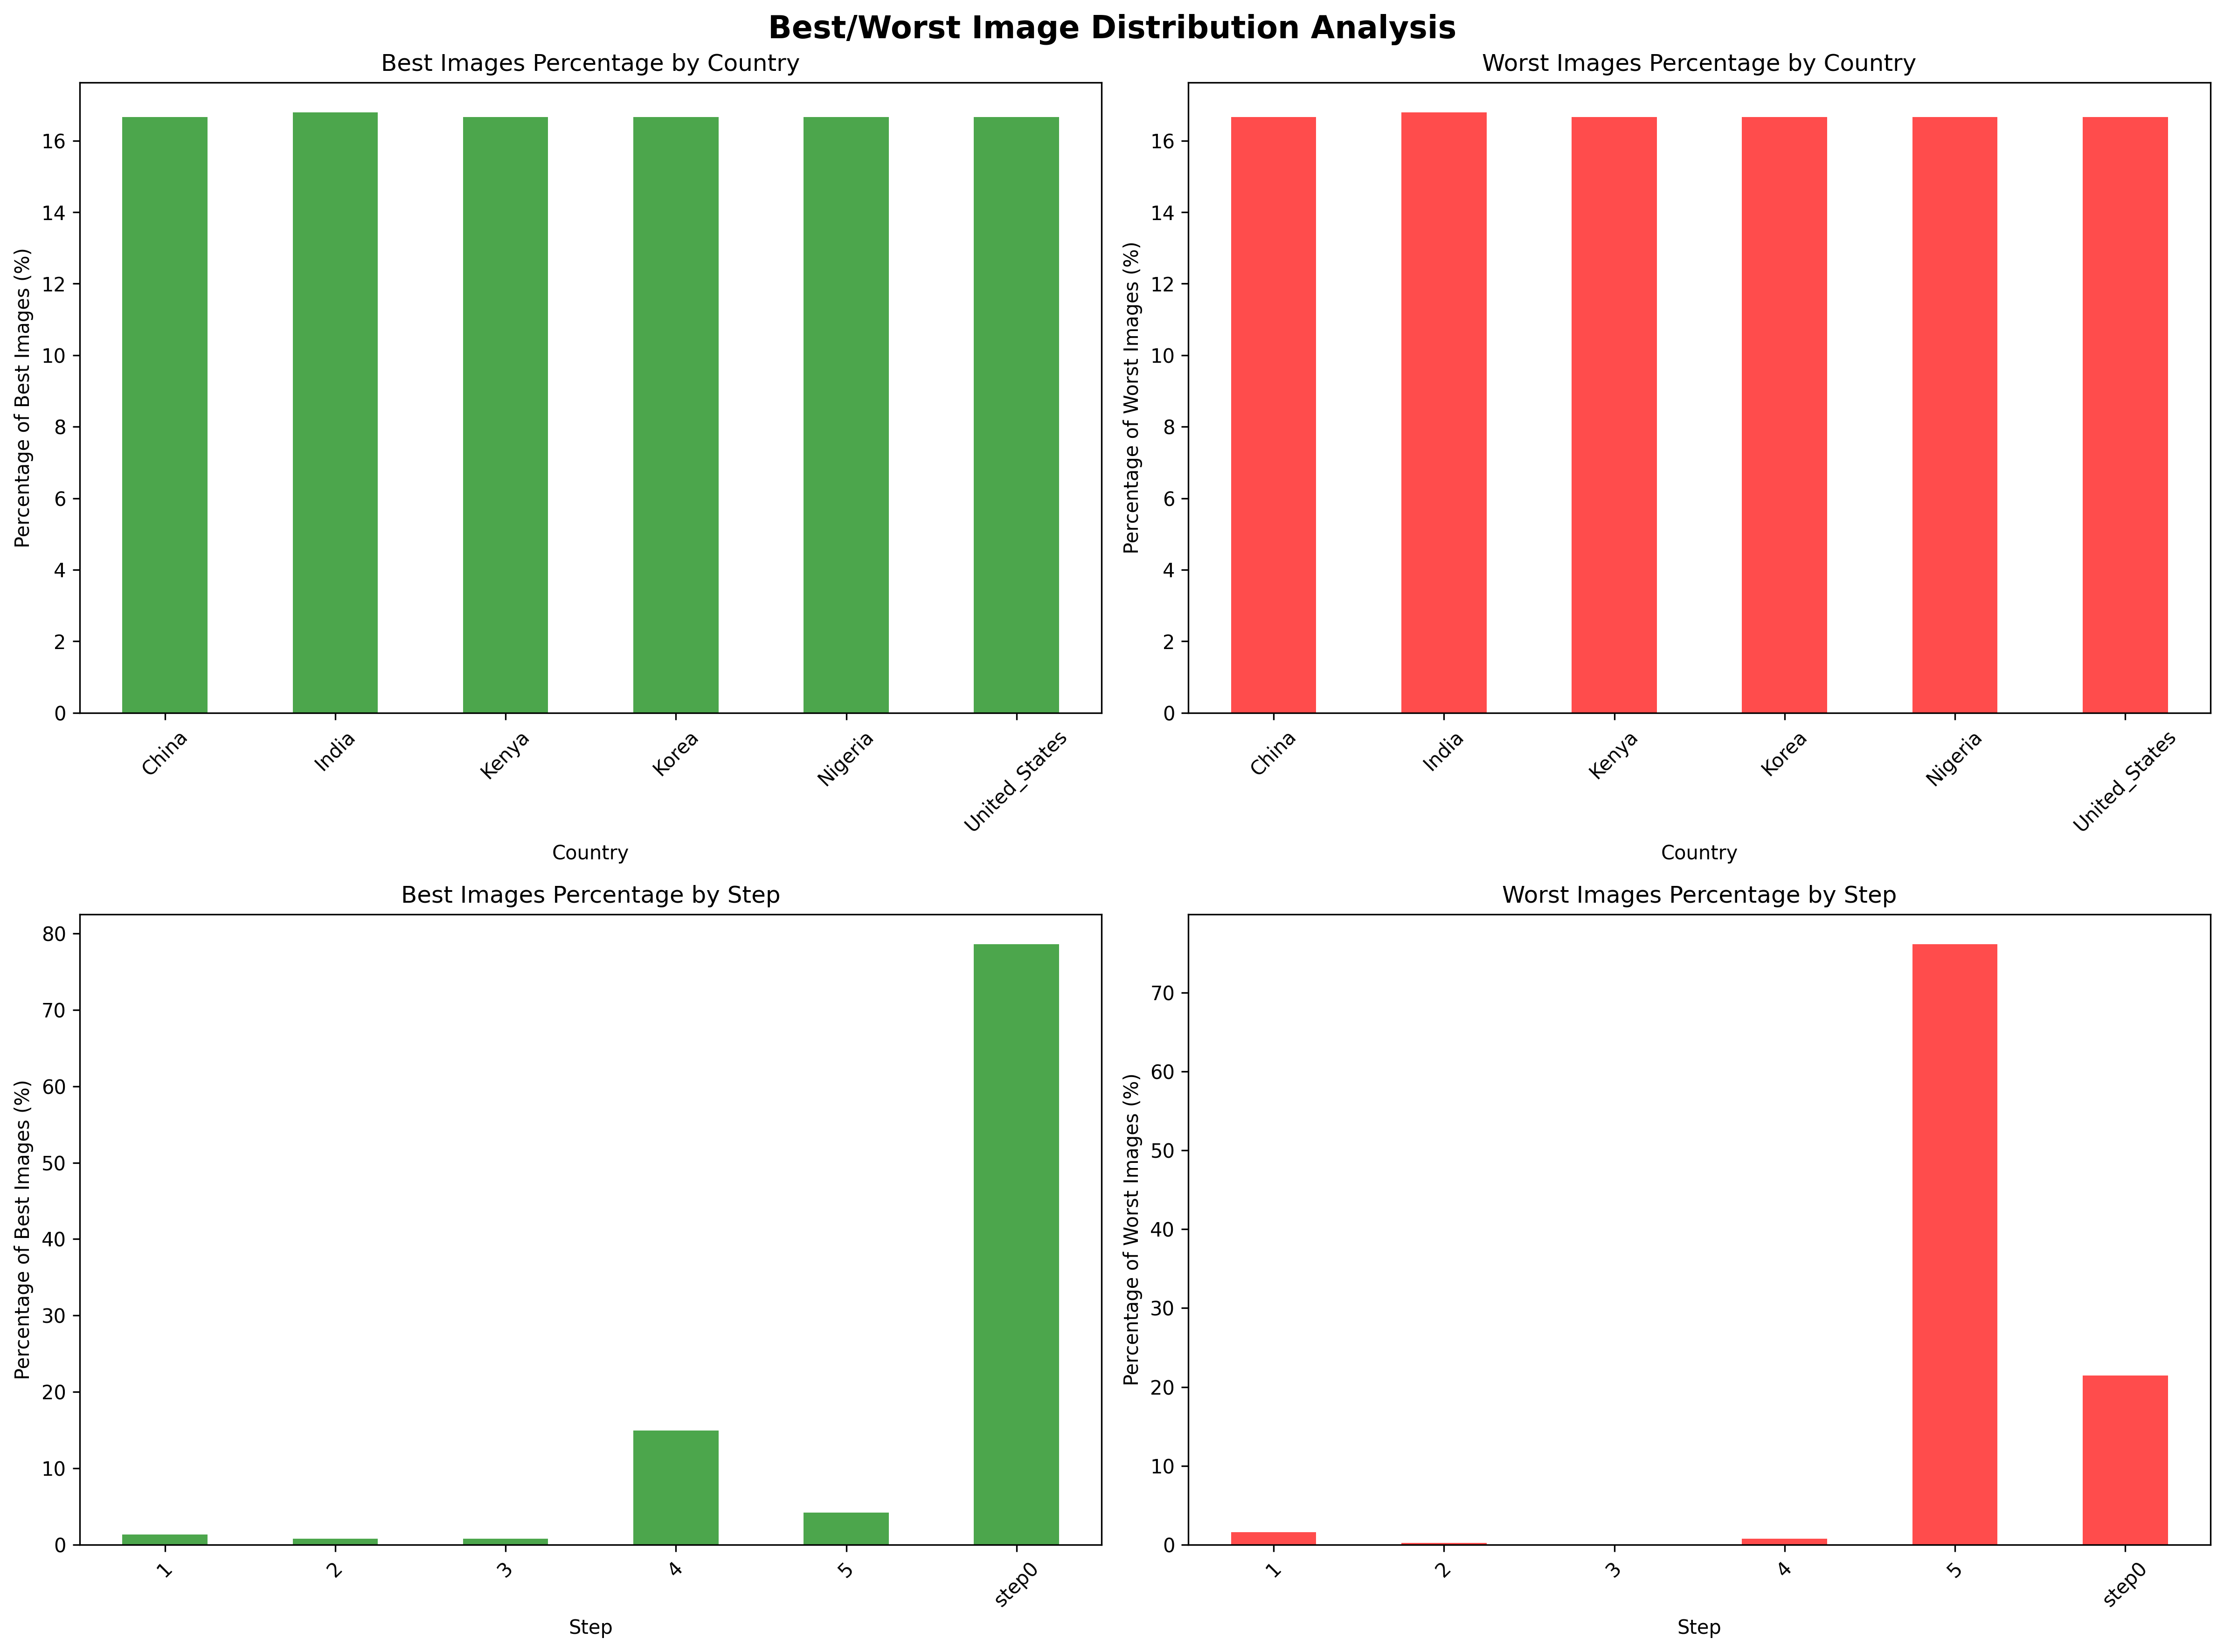 Best/Worst Image Distribution Analysis
Best Images Percentage by Country
Percentage of Best Images (%)
16
14
12
10
8
6
4
2
0
China
India
Kenya
Korea
Nigeria
United_States
Country
Worst Images Percentage by Country
Percentage of Worst Images (%)
16
14
12
10
8
6
4
2
0
China
India
Kenya
Korea
Nigeria
United_States
Country
Best Images Percentage by Step
Percentage of Best Images (%)
80
70
60
50
40
30
20
10
0
1
2
3
4
5
step0
Step
Worst Images Percentage by Step
Percentage of Worst Images (%)
70
60
50
40
30
20
10
0
1
2
3
4
5
step0
Step